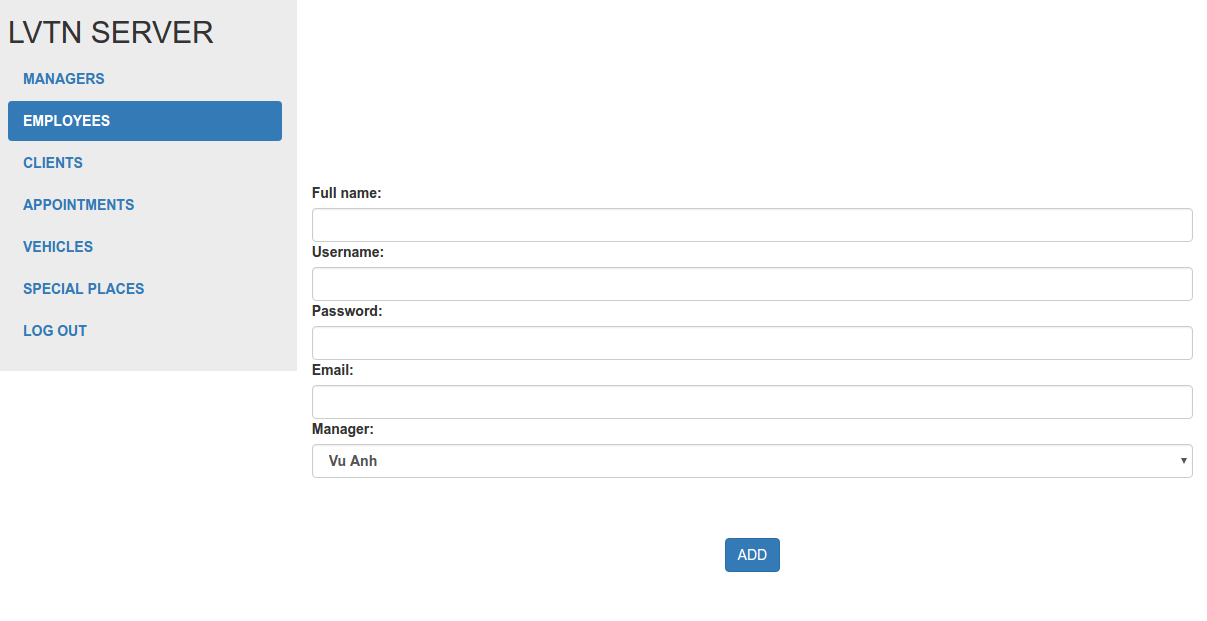 LVTN SERVER
MANAGERS
EMPLOYEES
CLIENTS
APPOINTMENTS
VEHICLES
SPECIAL PLACES
LOG OUT
Full name:
Username:
Password:
Email:
Manager:
Vu Anh
ADD